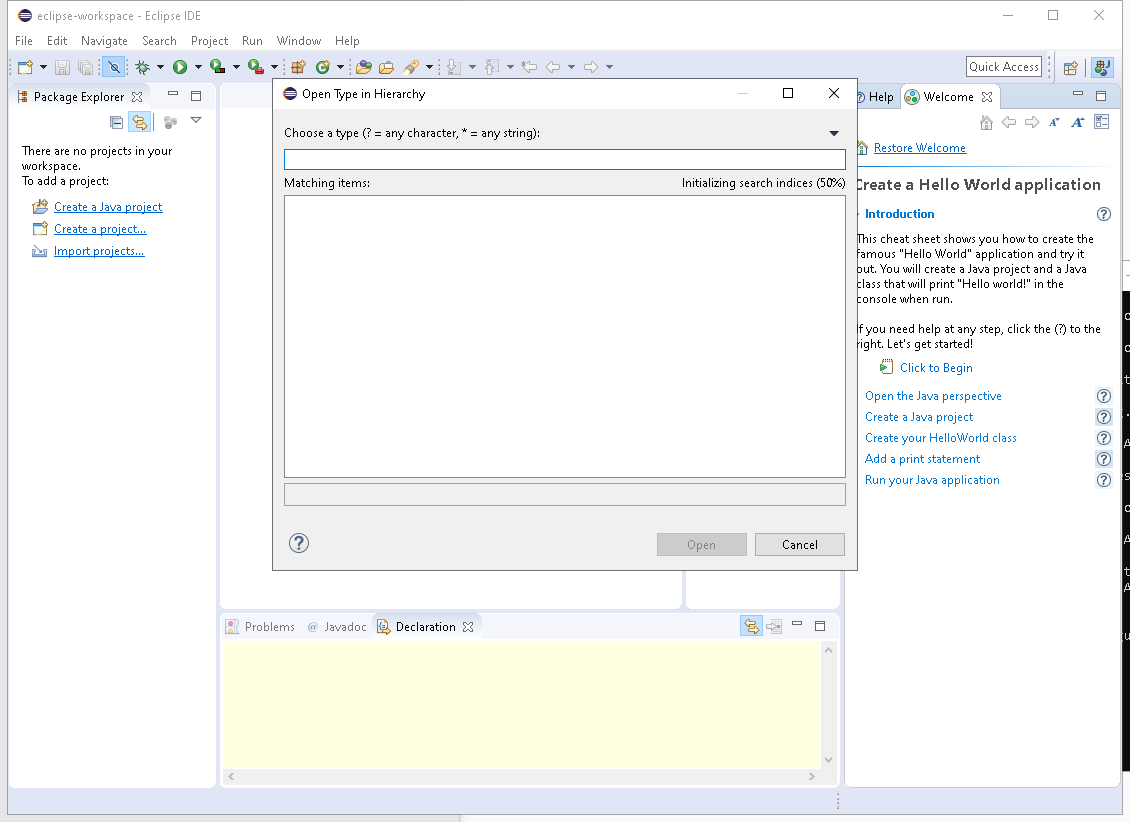 eclipse-workspace - Eclipse IDE
File Edit Navigate Search Project Run Window Help
Quick Access
Package Explorer
There are no projects in your
workspace.
To add a project:
Create a Java project
Create a project...
Import projects...
Open Type in Hierarchy
Choose a type (? = any character, * = any string):
Matching items:
Initializing search indices (50%)
Open
Cancel
Help
Welcome
Restore Welcome
Create a Hello World application
Introduction
This cheat sheet shows you how to create the
famous "Hello World" application and try it
out. You will create a Java project and a Java
class that will print "Hello world!" in the
console when run.
If you need help at any step, click the (?) to the
right. Let's get started!
Click to Begin
Open the Java perspective
Create a Java project
Create your HelloWorld class
Add a print statement
Run your Java application
Problems
@ Javadoc
Declaration